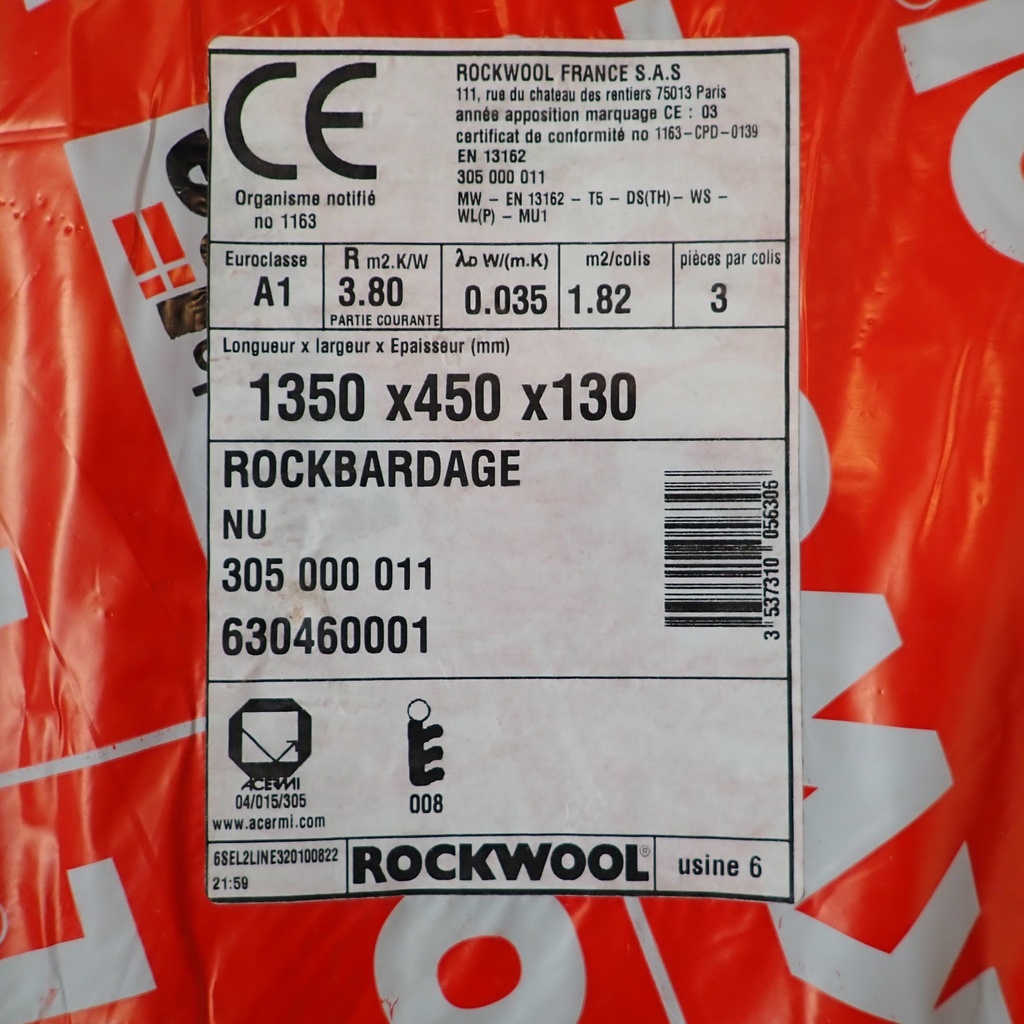 CE
Organisme notifié
no 1163
ROCKWOOL FRANCE S.A.S
111, rue du chateau des rentiers 75013 Paris
année apposition marquage CE : 03
certificat de conformité no 1163-CPD-0139
EN 13162
305 000 011
MW - EN 13162 - T5 - DS(TH)- WS -
WL(P) - MU1
Euroclasse
A1
R m2.K/W
3.80
PARTIE COURANTE
λD W/(m.K)
0.035
m2/colis
1.82
pièces par colis
3
Longueur x largeur x Epaisseur (mm)
1350 x450 x130
ROCKBARDAGE
NU
305 000 011
630460001
3 537310 056306
ACERMI
04/015/305
www.acermi.com
008
6SEL2LINE320100822
21:59
ROCKWOOL®
usine 6